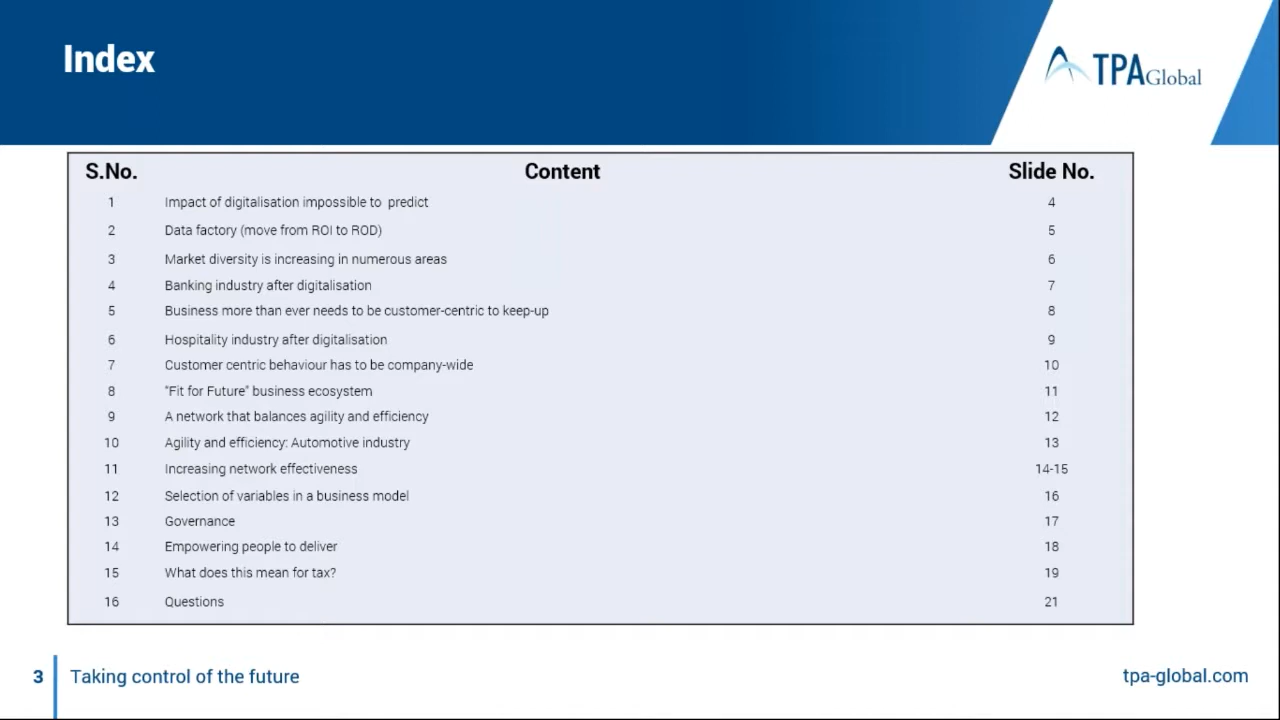 Index
TPA Global
S.No. Content Slide No.
1 Impact of digitalisation impossible to predict 4
2 Data factory (move from ROI to ROD) 5
3 Market diversity is increasing in numerous areas 6
4 Banking industry after digitalisation 7
5 Business more than ever needs to be customer-centric to keep-up 8
6 Hospitality industry after digitalisation 9
7 Customer centric behaviour has to be company-wide 10
8 "Fit for Future" business ecosystem 11
9 A network that balances agility and efficiency 12
10 Agility and efficiency: Automotive industry 13
11 Increasing network effectiveness 14-15
12 Selection of variables in a business model 16
13 Governance 17
14 Empowering people to deliver 18
15 What does this mean for tax? 19
16 Questions 21
3 Taking control of the future tpa-global.com